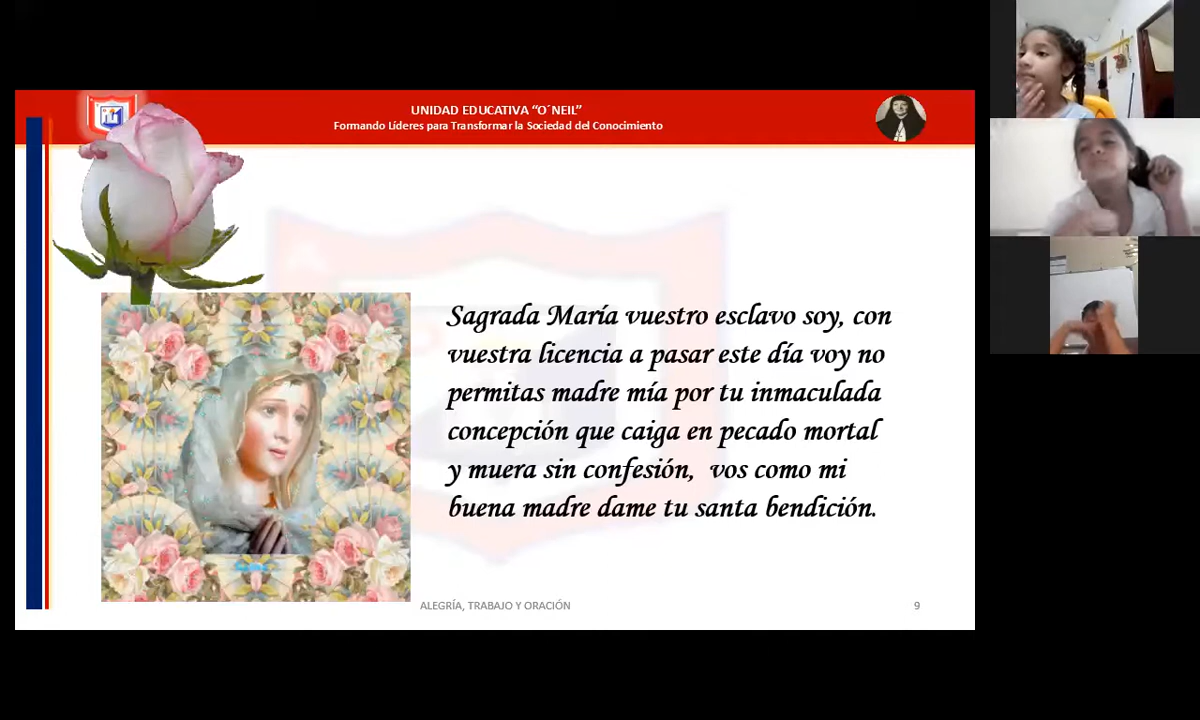 UNIDAD EDUCATIVA “O´NEIL”
Formando Líderes para Transformar la Sociedad del Conocimiento
Sagrada María vuestro esclavo soy, con
vuestra licencia a pasar este día voy no
permitas madre mía por tu inmaculada
concepción que caiga en pecado mortal
y muera sin confesión, vos como mi
buena madre dame tu santa bendición.
ALEGRÍA, TRABAJO Y ORACIÓN
9